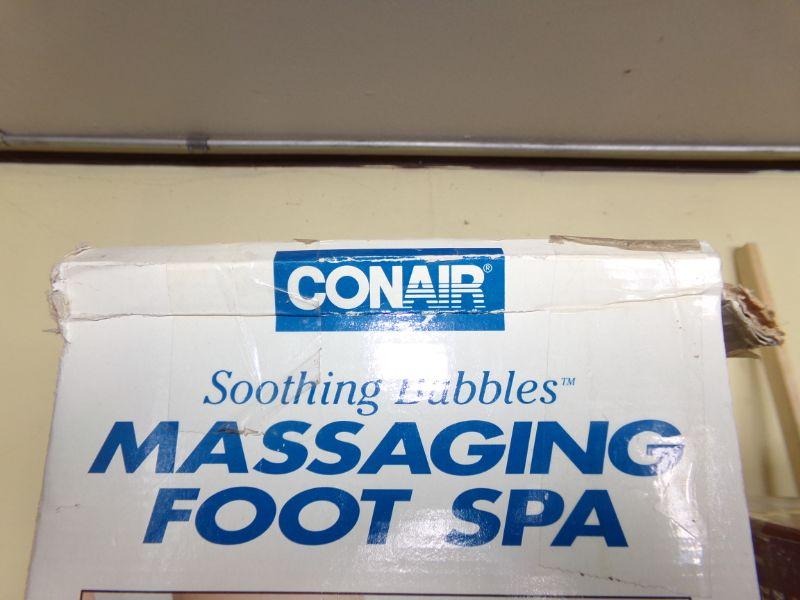 CONAIR®
Soothing Bubbles™
MASSAGING
FOOT SPA